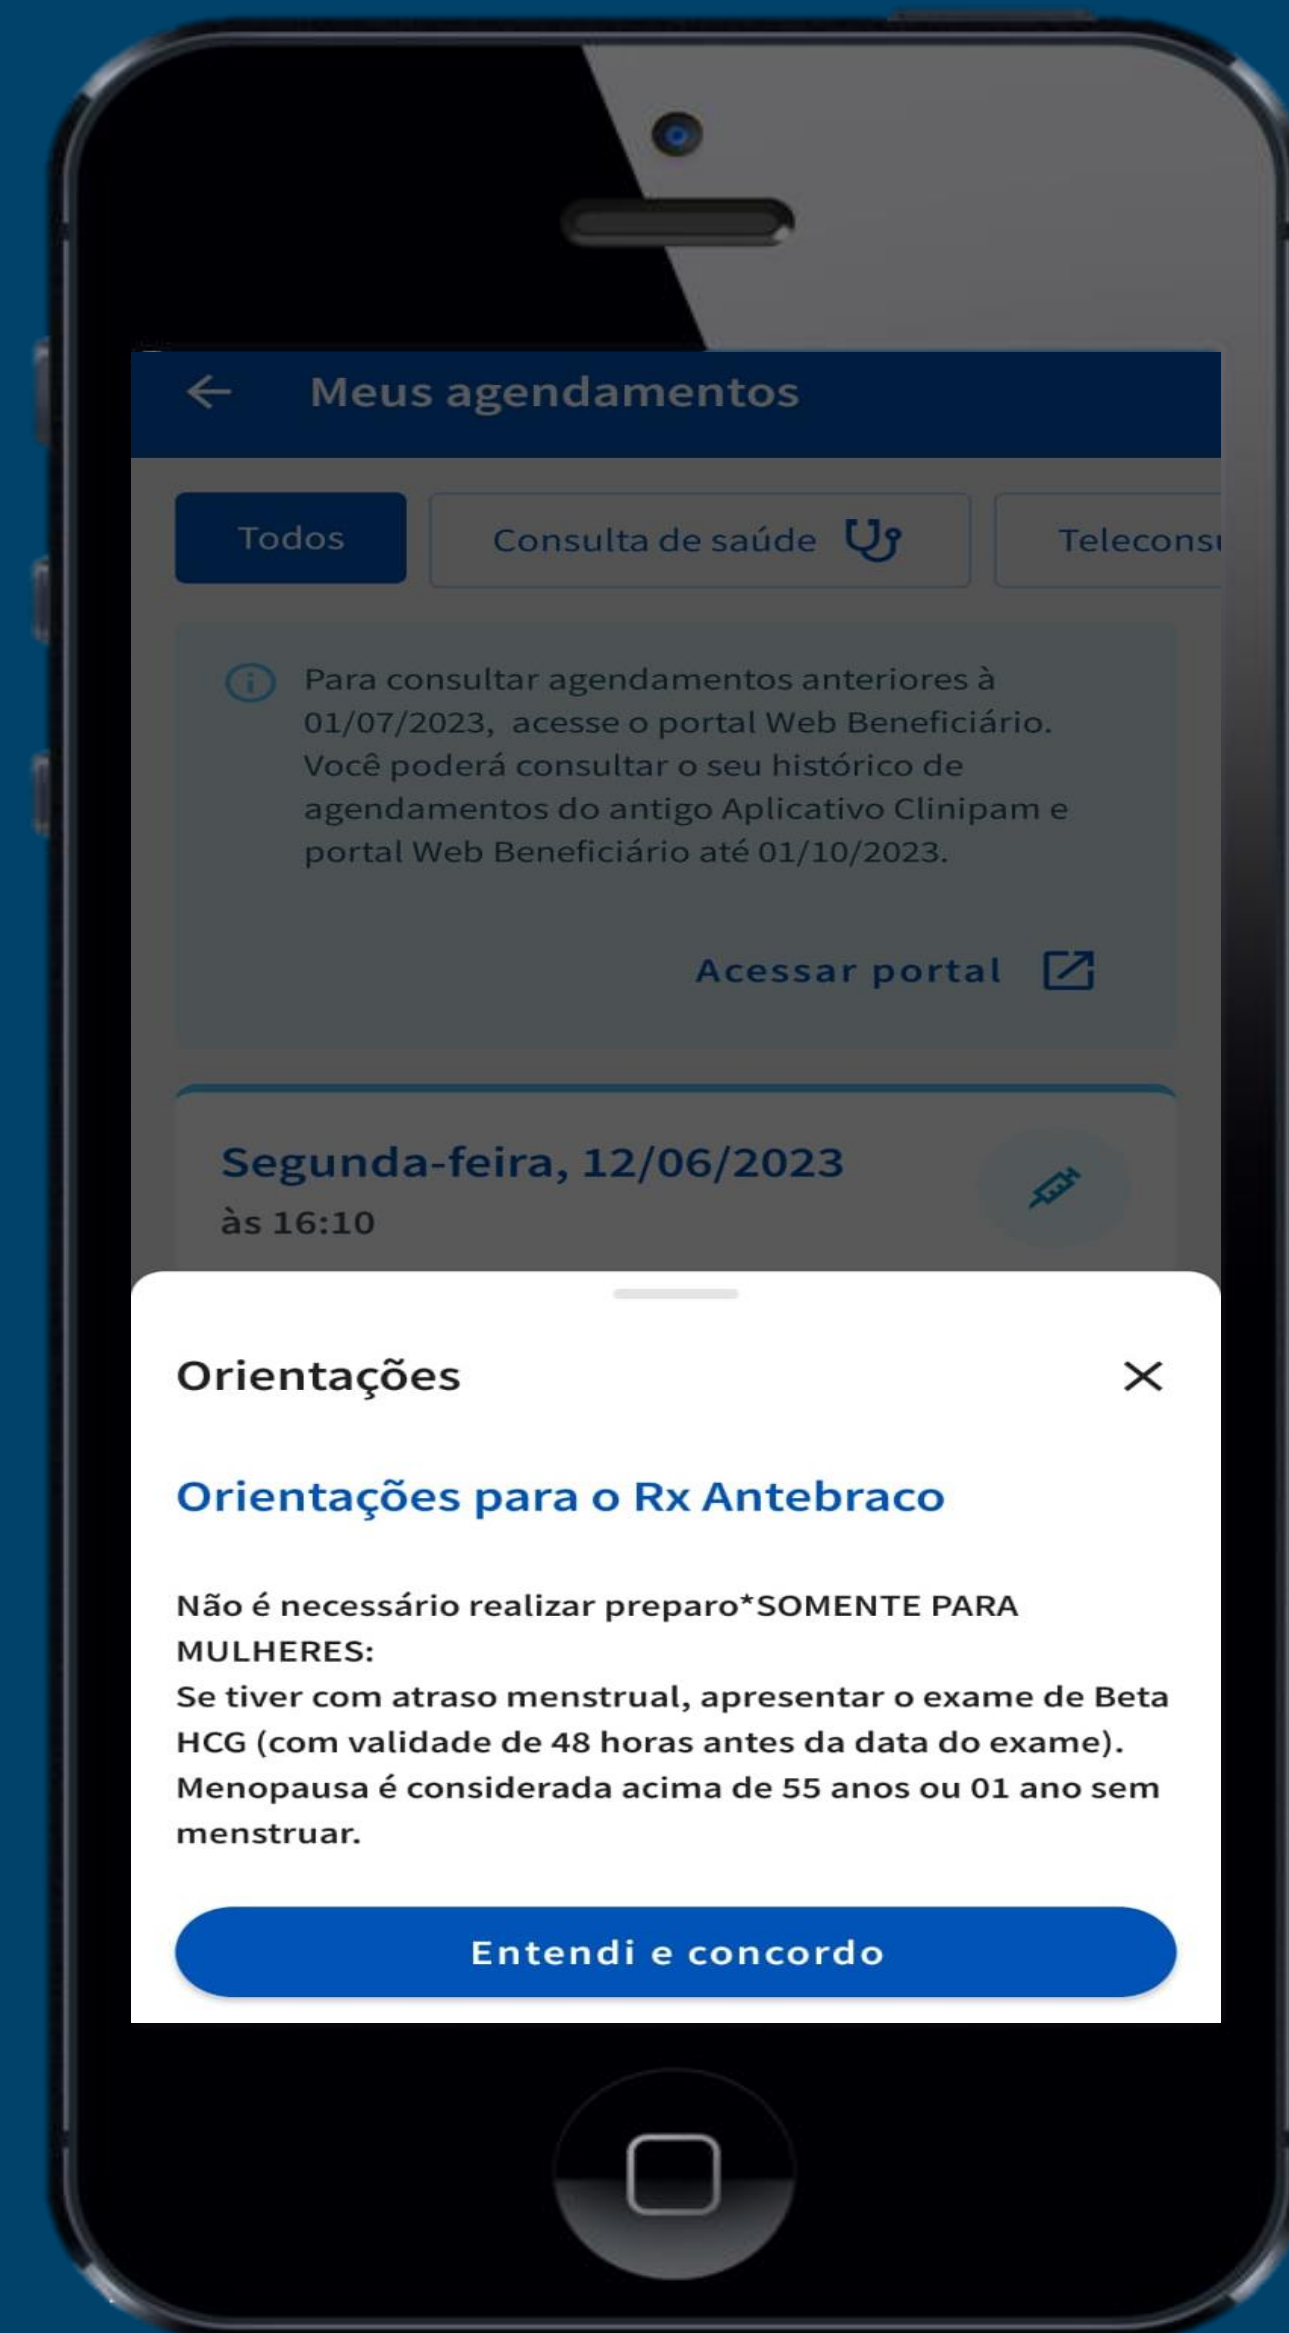 Meus agendamentos
Todos
Consulta de saúde
Para consultar agendamentos anteriores à
01/07/2023, acesse o portal Web Beneficiário.
Você poderá consultar o seu histórico de
agendamentos do antigo Aplicativo Clinipam e
portal Web Beneficiário até 01/10/2023.
Acessar portal
Segunda-feira, 12/06/2023
às 16:10
Orientações
Orientações para o Rx Antebraco
Não é necessário realizar preparo*SOMENTE PARA
MULHERES:
Se tiver com atraso menstrual, apresentar o exame de Beta
HCG (com validade de 48 horas antes da data do exame).
Menopausa é considerada acima de 55 anos ou 01 ano sem
menstruar.
Entendi e concordo